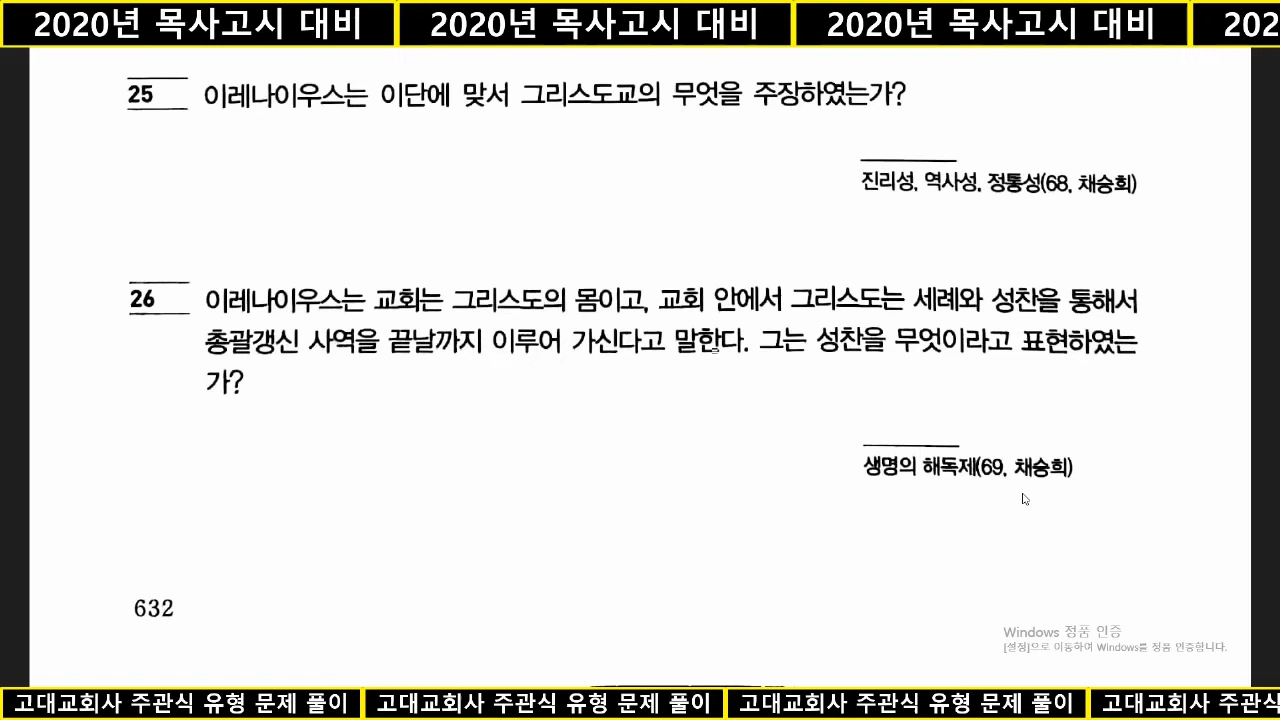 2020년 목사고시 대비 2020년 목사고시 대비 2020년 목사고시 대비 202
25 이레나이우스는 이단에 맞서 그리스도교의 무엇을 주장하였는가?
진리성, 역사성, 정통성(68, 채승희)
26 이레나이우스는 교회는 그리스도의 몸이고, 교회 안에서 그리스도는 세례와 성찬을 통해서
총괄갱신 사역을 끝날까지 이루어 가신다고 말한다. 그는 성찬을 무엇이라고 표현하였는
가?
생명의 해독제(69, 채승희)
632
Windows 정품 인증
[설정]으로 이동하여 Windows를 정품 인증합니다.
고대교회사 주관식 유형 문제 풀이 고대교회사 주관식 유형 문제 풀이 고대교회사 주관식 유형 문제 풀이 고대교회사 주관식